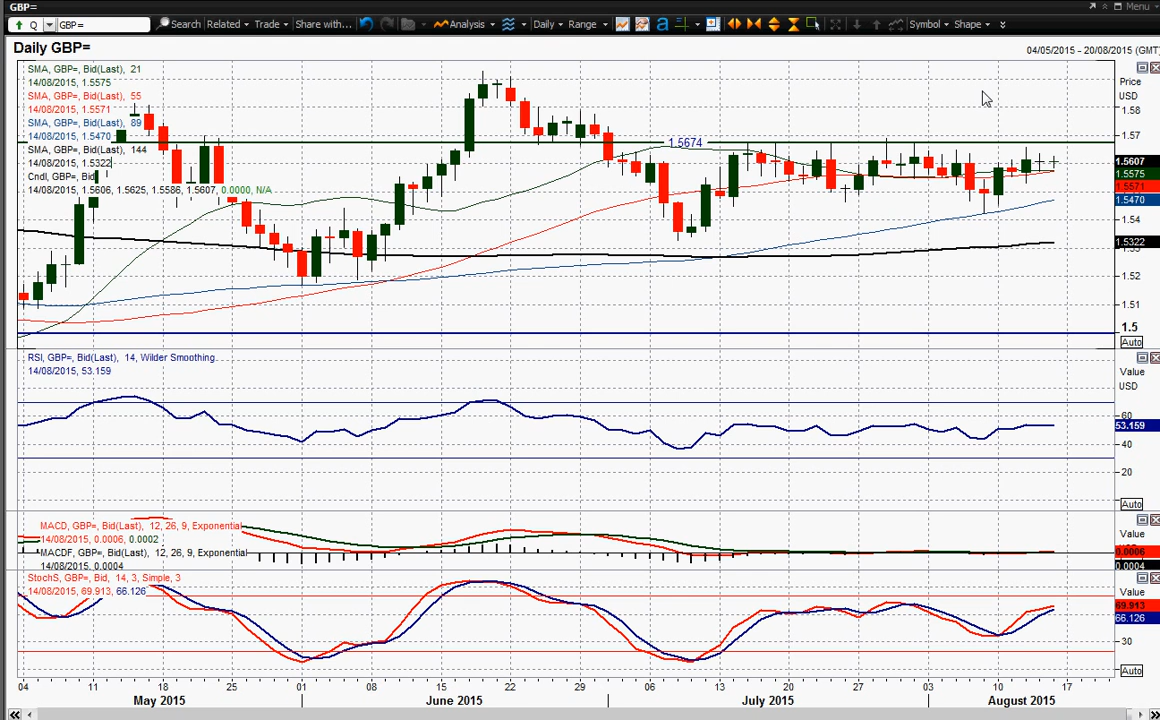 GBP=
Menu
Q GBP= Search Related Trade Share with... Analysis Daily Range a Symbol Shape
Daily GBP=
04/05/2015 - 20/08/2015 (GMT)
SMA, GBP=, Bid(Last), 21
14/08/2015, 1.5575
SMA, GBP=, Bid(Last), 55
14/08/2015, 1.5571
SMA, GBP=, Bid(Last), 89
14/08/2015, 1.5470
SMA, GBP=, Bid(Last), 144
14/08/2015, 1.5322
Cndl, GBP=, Bid
14/08/2015, 1.5606, 1.5625, 1.5586, 1.5607, 0.0000, N/A
1.5674
Price
USD
1.58
1.57
1.5607
1.5575
1.5571
1.5470
1.54
1.5322
1.52
1.51
1.5
Auto
RSI, GBP=, Bid(Last), 14, Wilder Smoothing
14/08/2015, 53.159
Value
USD
60
53.159
40
20
Auto
MACD, GBP=, Bid(Last), 12, 26, 9, Exponential
14/08/2015, 0.0006, 0.0002
MACDF, GBP=, Bid(Last), 12, 26, 9, Exponential
14/08/2015, 0.0004
Value
0.0006
0.0004
StochS, GBP=, Bid, 14, 3, Simple, 3
14/08/2015, 69.913, 66.126
Value
69.913
66.126
30
Auto
04 11 18 25 01 08 15 22 29 06 13 20 27 03 10 17
May 2015 June 2015 July 2015 August 2015